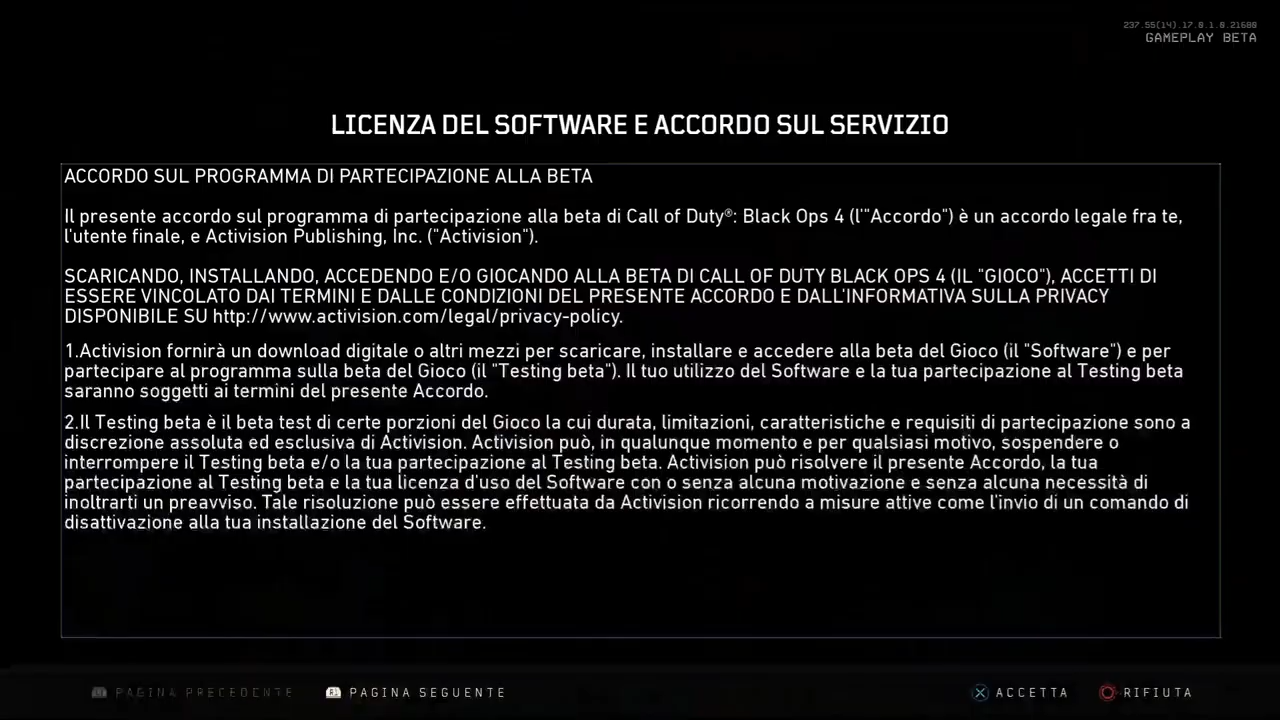 237.55(14).17.0.1.0.21680
GAMEPLAY BETA
LICENZA DEL SOFTWARE E ACCORDO SUL SERVIZIO
ACCORDO SUL PROGRAMMA DI PARTECIPAZIONE ALLA BETA
Il presente accordo sul programma di partecipazione alla beta di Call of Duty®: Black Ops 4 (l'"Accordo") è un accordo legale fra te,
l'utente finale, e Activision Publishing, Inc. ("Activision").
SCARICANDO, INSTALLANDO, ACCEDENDO E/O GIOCANDO ALLA BETA DI CALL OF DUTY BLACK OPS 4 (IL "GIOCO"), ACCETTI DI
ESSERE VINCOLATO DAI TERMINI E DALLE CONDIZIONI DEL PRESENTE ACCORDO E DALL'INFORMATIVA SULLA PRIVACY
DISPONIBILE SU http://www.activision.com/legal/privacy-policy.
1.Activision fornirà un download digitale o altri mezzi per scaricare, installare e accedere alla beta del Gioco (il "Software") e per
partecipare al programma sulla beta del Gioco (il "Testing beta"). Il tuo utilizzo del Software e la tua partecipazione al Testing beta
saranno soggetti ai termini del presente Accordo.
2.Il Testing beta è il beta test di certe porzioni del Gioco la cui durata, limitazioni, caratteristiche e requisiti di partecipazione sono a
discrezione assoluta ed esclusiva di Activision. Activision può, in qualunque momento e per qualsiasi motivo, sospendere o
interrompere il Testing beta e/o la tua partecipazione al Testing beta. Activision può risolvere il presente Accordo, la tua
partecipazione al Testing beta e la tua licenza d'uso del Software con o senza alcuna motivazione e senza alcuna necessità di
inoltrarti un preavviso. Tale risoluzione può essere effettuata da Activision ricorrendo a misure attive come l'invio di un comando di
disattivazione alla tua installazione del Software.
L1 PAGINA PRECEDENTE R1 PAGINA SEGUENTE ACCETTA RIFIUTA